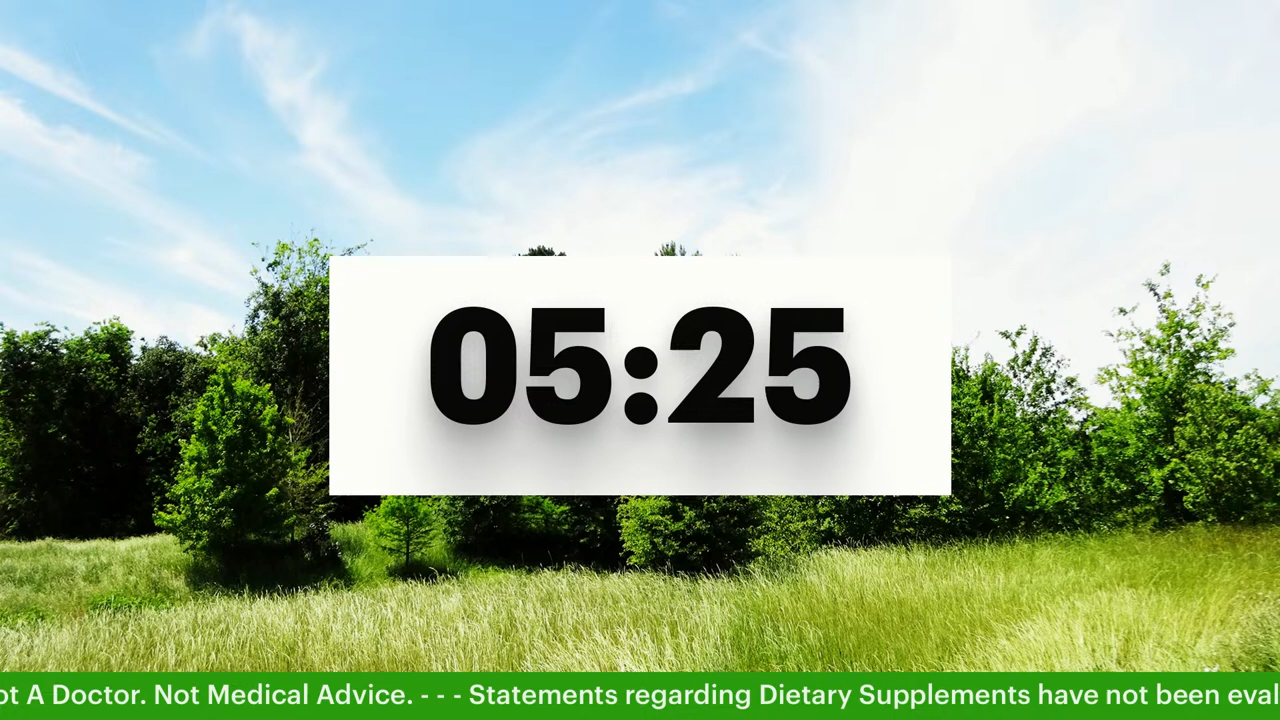 05:25
A Doctor. Not Medical Advice. - - - Statements regarding Dietary Supplements have not been